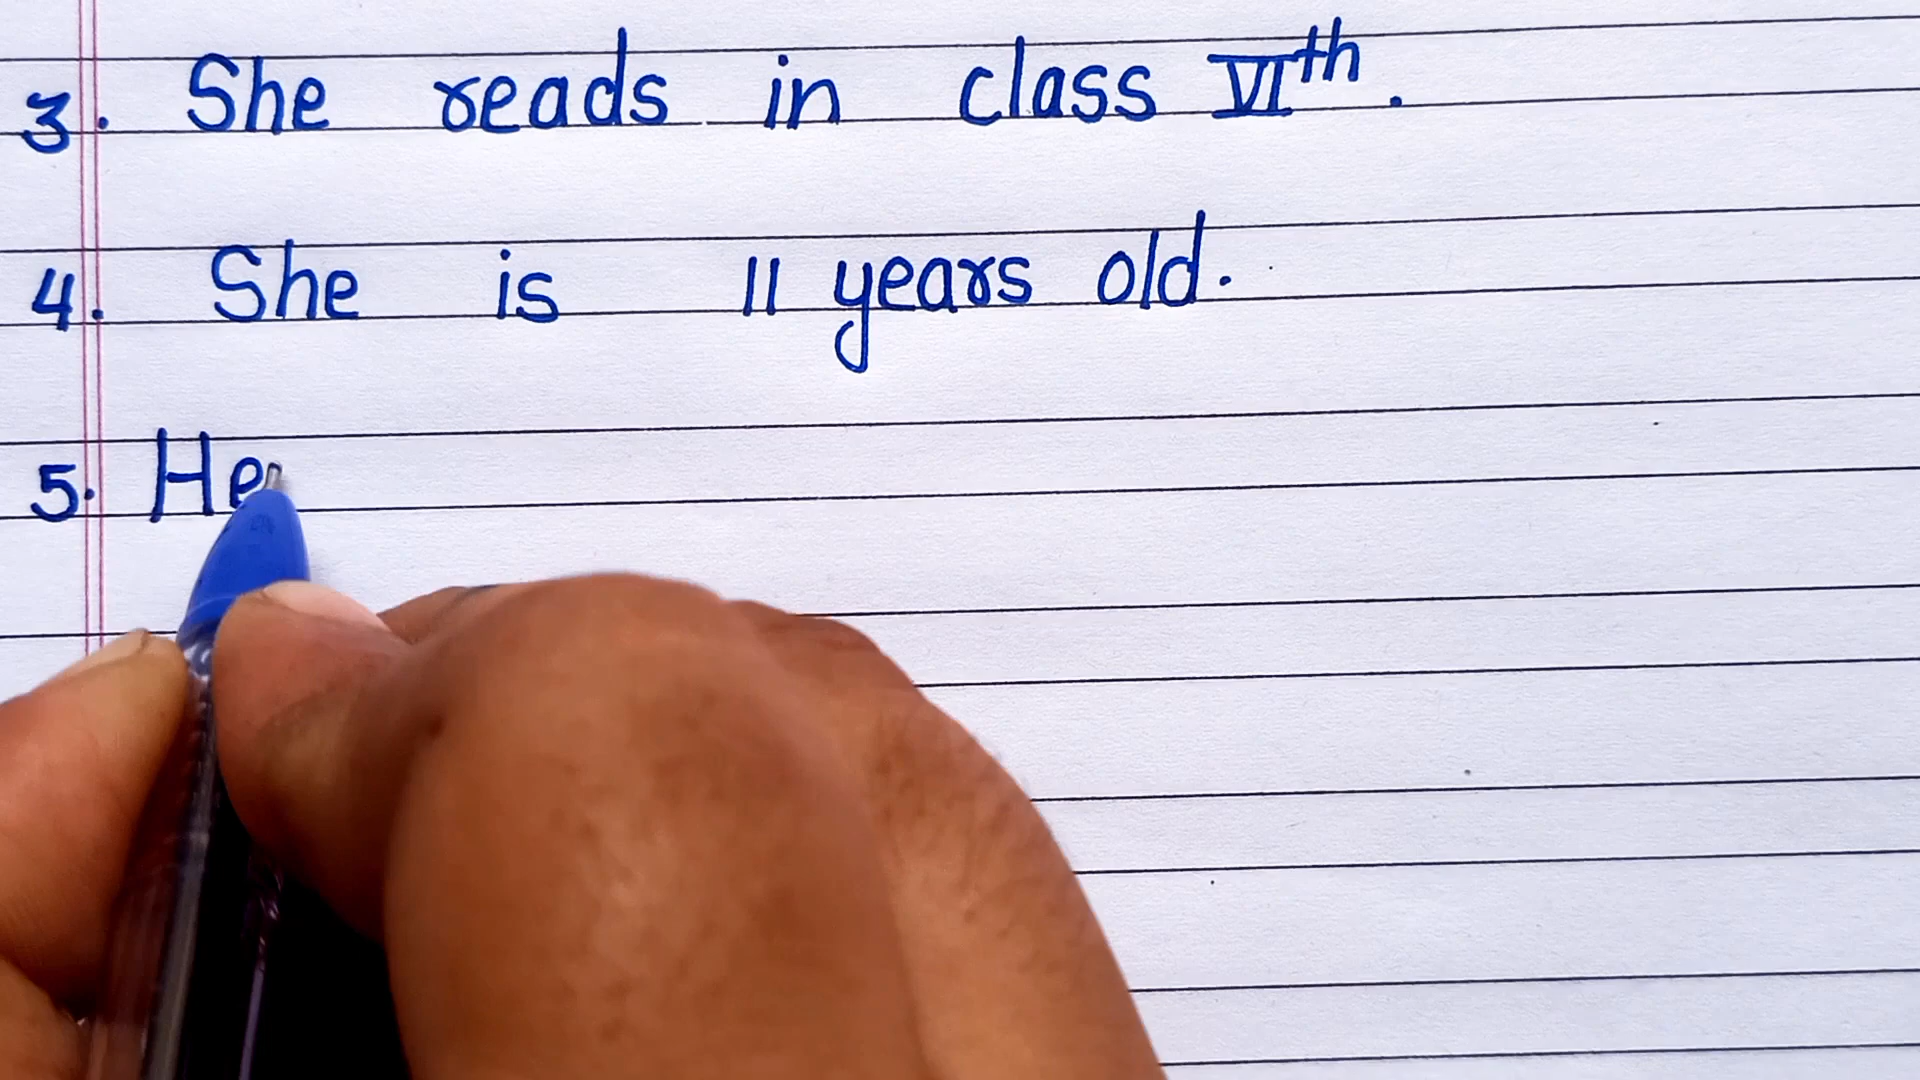 3. She reads in class VIth.
4. She is 11 years old.
5. He